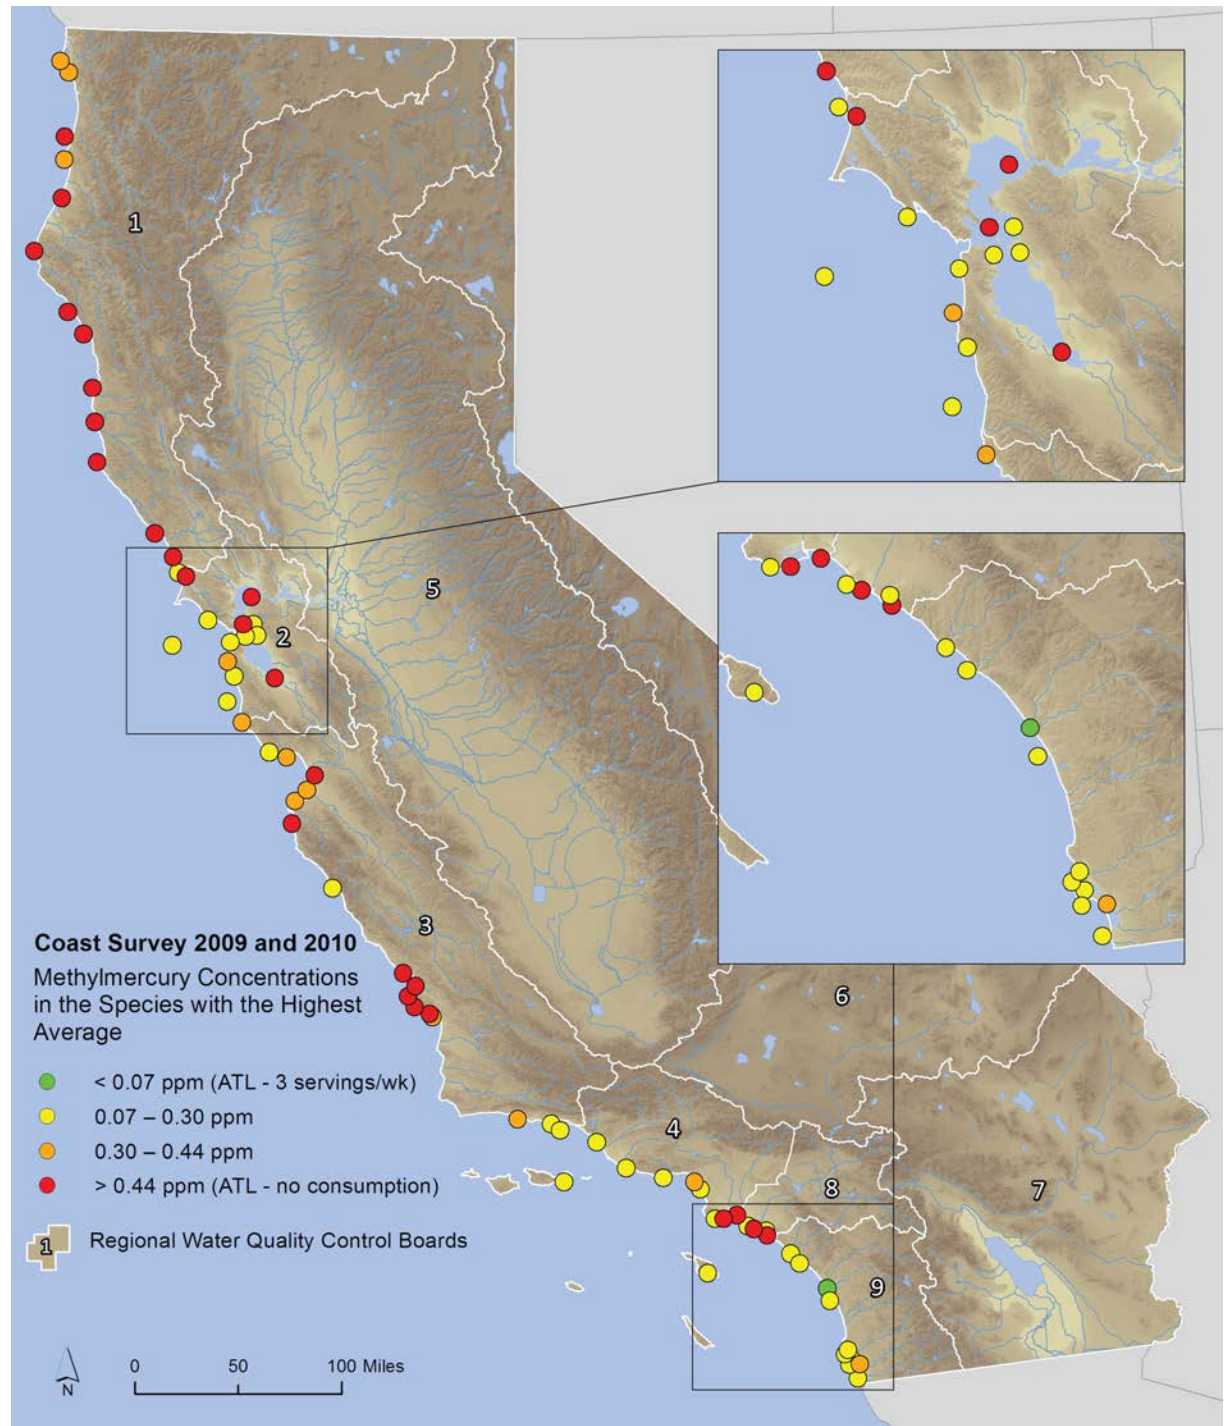 1
5
2
3
6
4
8
7
9
Coast Survey 2009 and 2010
Methylmercury Concentrations
in the Species with the Highest
Average
< 0.07 ppm (ATL - 3 servings/wk)
0.07 – 0.30 ppm
0.30 – 0.44 ppm
> 0.44 ppm (ATL - no consumption)
1 Regional Water Quality Control Boards
N
0 50 100 Miles